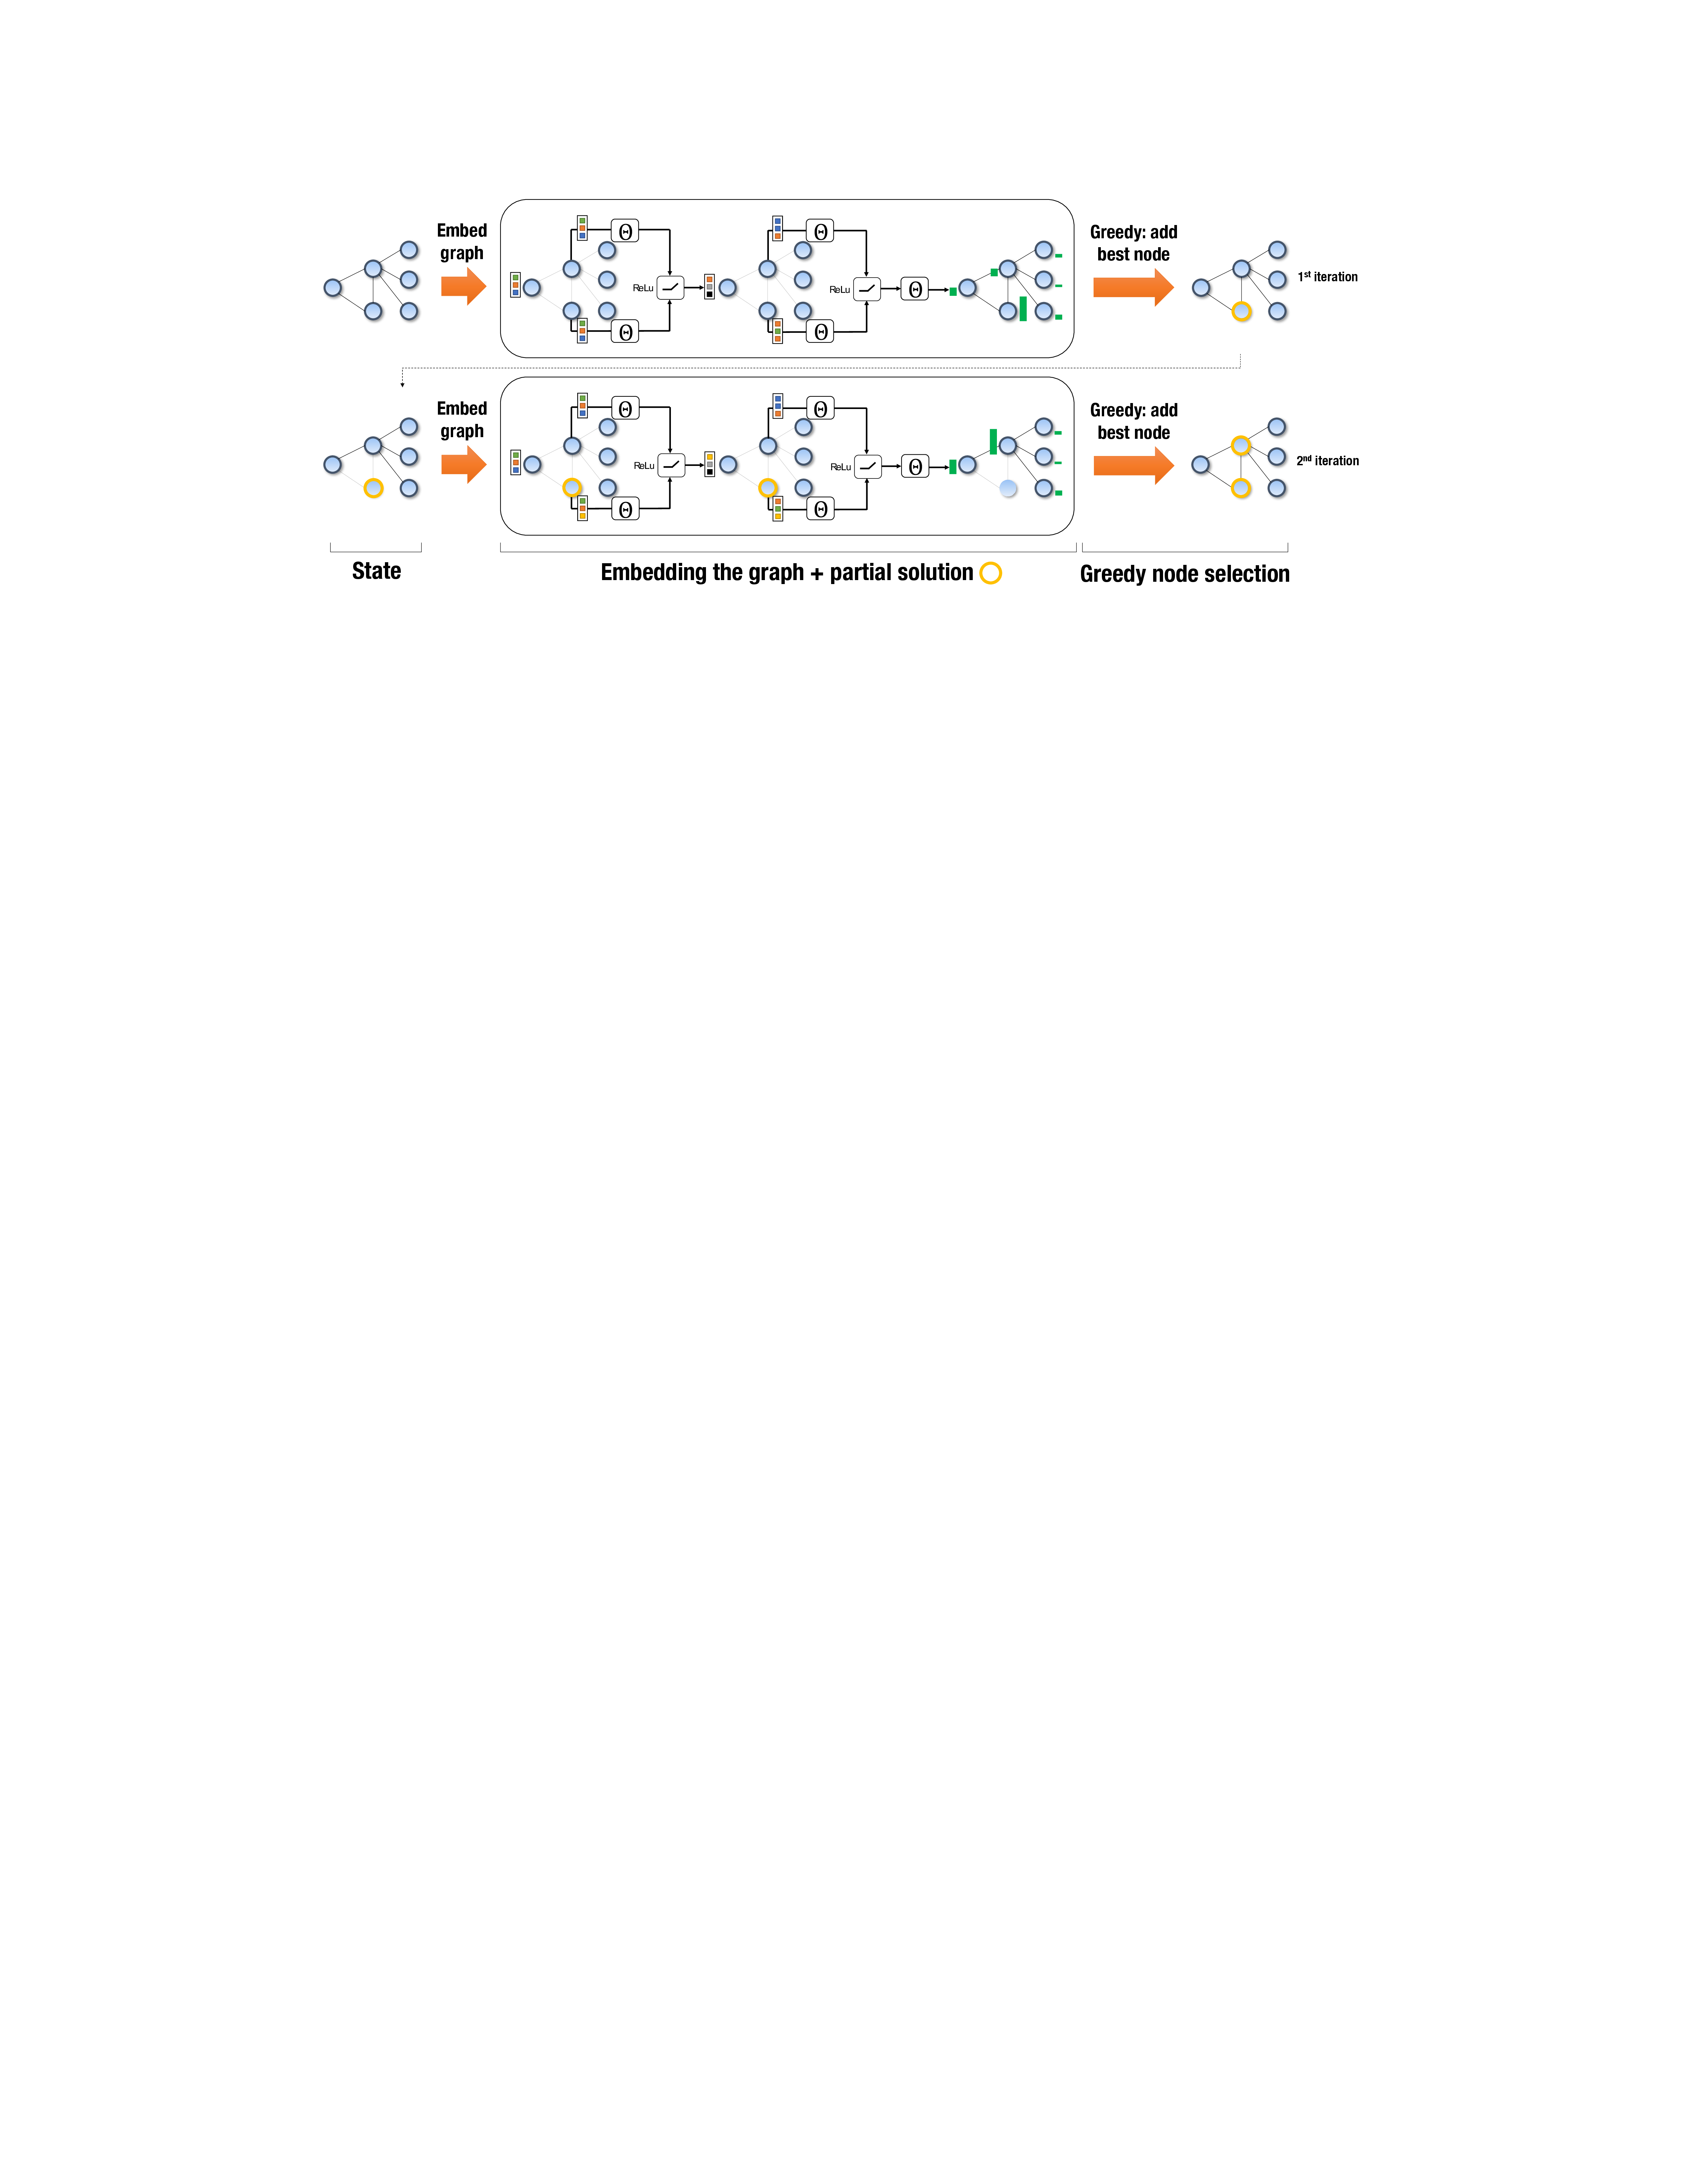 Embed
graph
Θ
Θ
ReLu
Θ
Θ
ReLu
Θ
Greedy: add
best node
1st iteration
Embed
graph
Θ
Θ
ReLu
Θ
Θ
ReLu
Θ
Greedy: add
best node
2nd iteration
State
Embedding the graph + partial solution
Greedy node selection